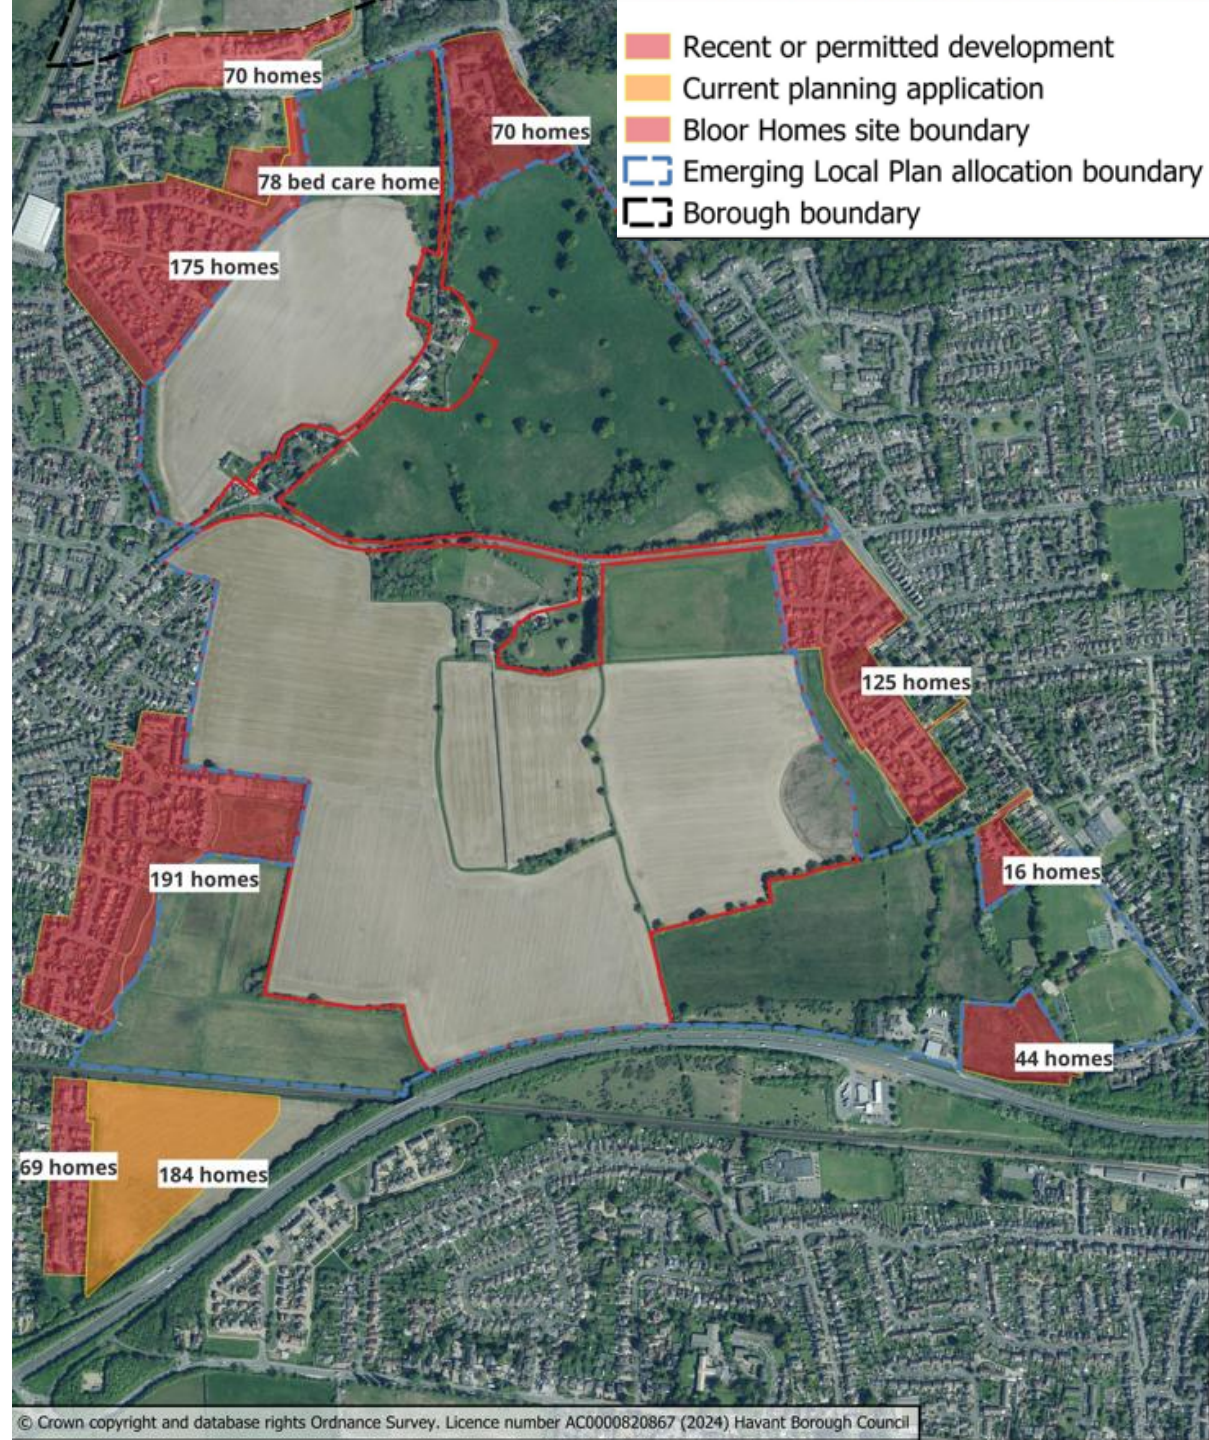 Recent or permitted development
Current planning application
Bloor Homes site boundary
Emerging Local Plan allocation boundary
Borough boundary
70 homes
70 homes
78 bed care home
175 homes
125 homes
191 homes
16 homes
44 homes
69 homes
184 homes
© Crown copyright and database rights Ordnance Survey. Licence number AC0000820867 (2024) Havant Borough Council